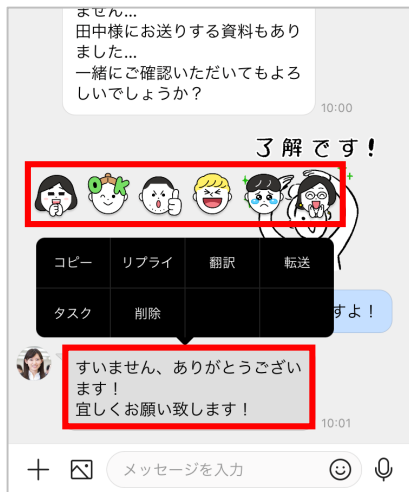 ません...
田中様にお送りする資料もあり
ました...
一緒にご確認いただいてもよろ
しいでしょうか？
10:00
了解です!
OK
コピー リプライ 翻訳 転送
タスク 削除
すよ！
すいません、ありがとうござい
ます！
宜しくお願い致します！
10:01
メッセージを入力